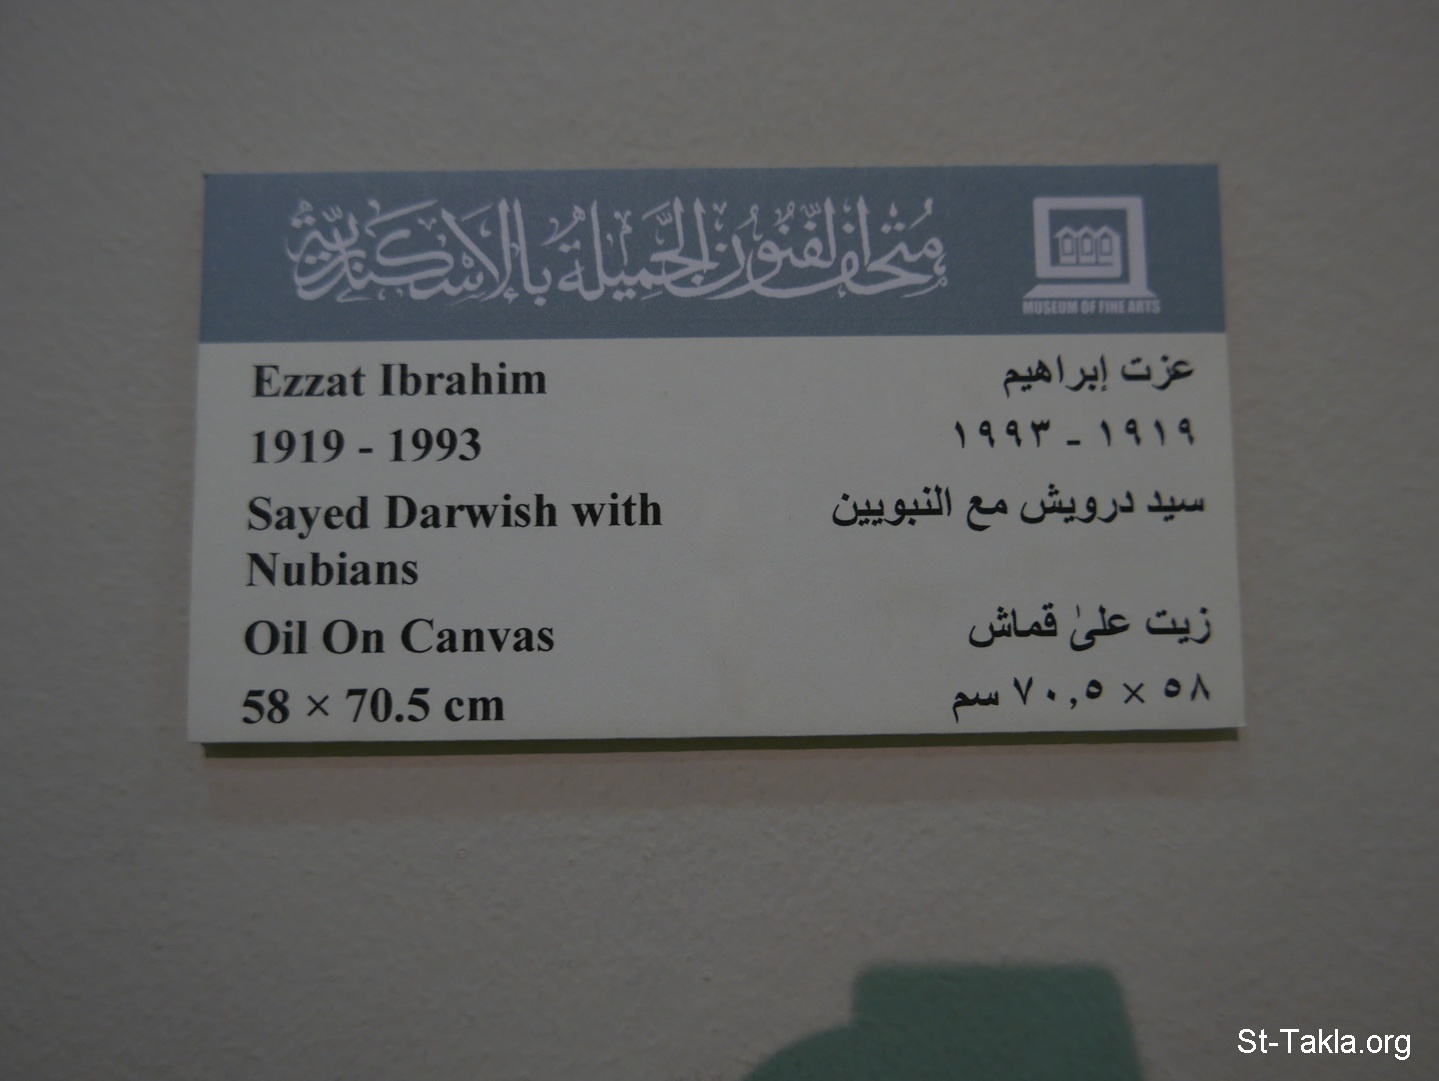 متحف الفنون الجميلة بالإسكندرية
MUSEUM OF FINE ARTS
Ezzat Ibrahim
1919 - 1993
Sayed Darwish with
Nubians
Oil On Canvas
58 × 70.5 cm
عزت إبراهيم
١٩١٩ - ١٩٩٣
سيد درويش مع النبويين
زيت على قماش
٥٨ × ٧٠,٥ سم
St-Takla.org